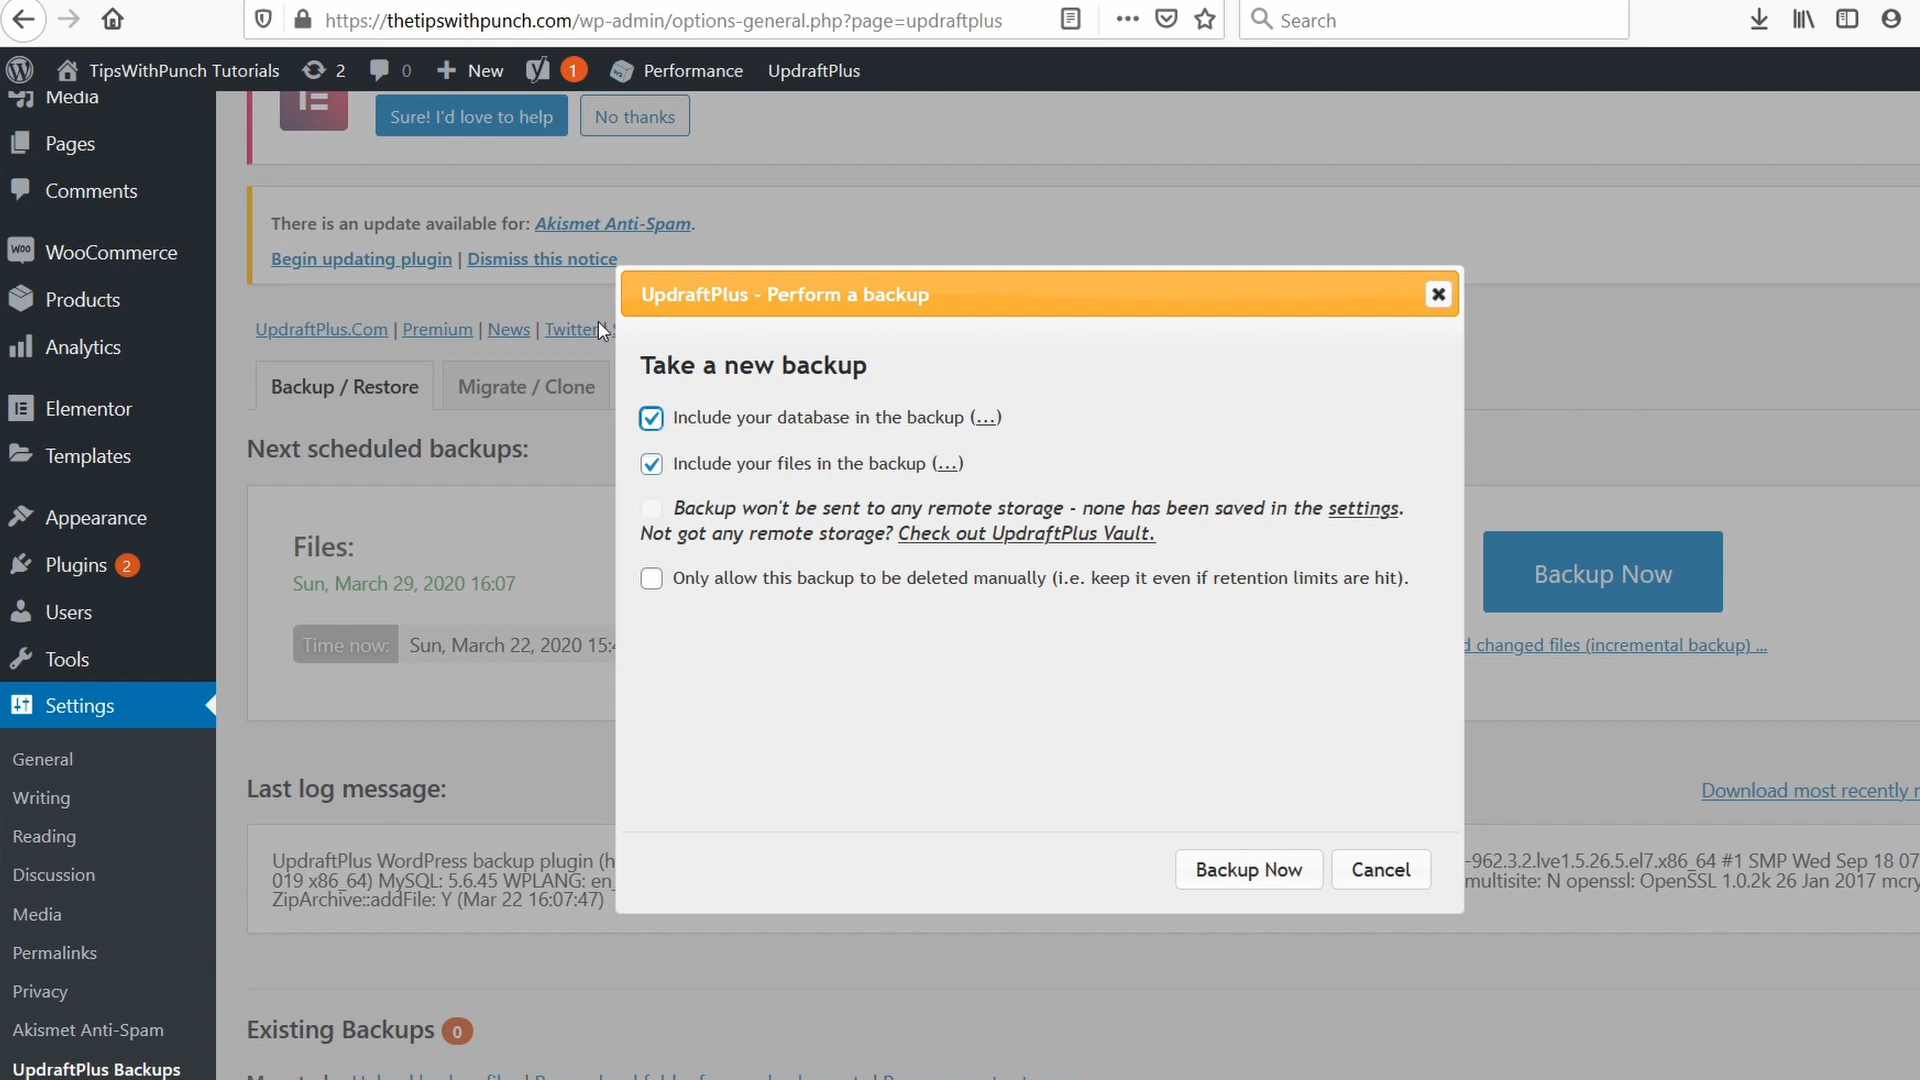 https://thetipswithpunch.com/wp-admin/options-general.php?page=updraftplus
Search
TipsWithPunch Tutorials 2 0 New 1 Performance UpdraftPlus
Media
Pages
Comments
WooCommerce
Products
Analytics
Elementor
Templates
Appearance
Plugins 2
Users
Tools
Settings
General
Writing
Reading
Discussion
Media
Permalinks
Privacy
Akismet Anti-Spam
UpdraftPlus Backups
Sure! I'd love to help
No thanks
There is an update available for: Akismet Anti-Spam.
Begin updating plugin | Dismiss this notice
UpdraftPlus.Com | Premium | News | Twitter
Backup / Restore
Migrate / Clone
Next scheduled backups:
Files:
Sun, March 29, 2020 16:07
Time now: Sun, March 22, 2020
UpdraftPlus - Perform a backup
Take a new backup
Include your database in the backup (...)
Include your files in the backup (...)
Backup won't be sent to any remote storage - none has been saved in the settings.
Not got any remote storage? Check out UpdraftPlus Vault.
Only allow this backup to be deleted manually (i.e. keep it even if retention limits are hit).
Backup Now
Cancel
Backup Now
changed files (incremental backup) ...
Last log message:
Download most recently
UpdraftPlus WordPress backup plugin
-962.3.2.lve1.5.26.5.el7.x86_64 #1 SMP Wed Sep 18 07
019 x86_64) MySQL: 5.6.45 WPLANG: en_
multisite: N openssl: OpenSSL 1.0.2k 26 Jan 2017
ZipArchive::addFile: Y (Mar 22 16:07:47)
Existing Backups 0